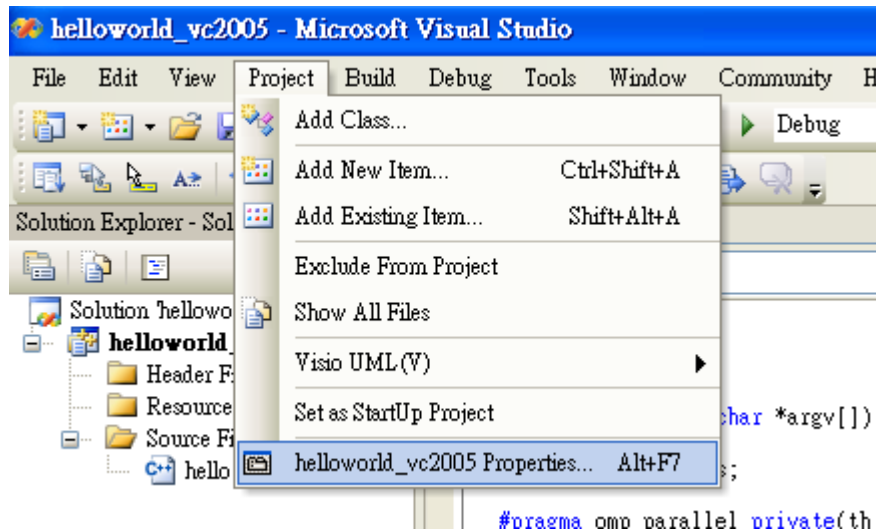 helloworld_vc2005 - Microsoft Visual Studio
File Edit View Project Build Debug Tools Window Community H
Add Class...
Debug
Add New Item... Ctrl+Shift+A
Add Existing Item... Shift+Alt+A
Solution Explorer - Sol
Exclude From Project
Solution 'hellowo
Show All Files
helloworld_
Visio UML(V)
Header F
Resource
Set as StartUp Project
char *argv[])
Source Fi
helloworld_vc2005 Properties... Alt+F7
hello
s;
#pragma omp parallel private(th